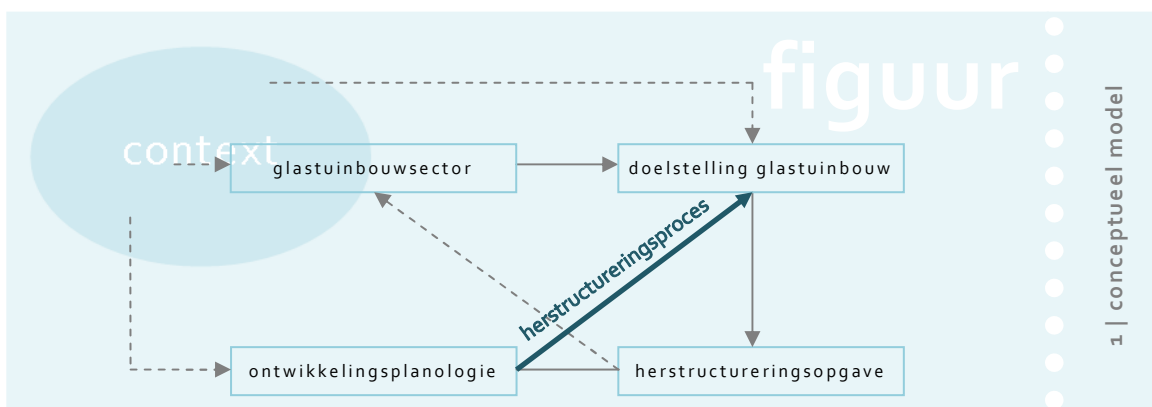 figuur
context
glastuinbouwsector
doelstelling glastuinbouw
herstructureringsproces
ontwikkelingsplanologie
herstructureringsopgave
1 | conceptueel model